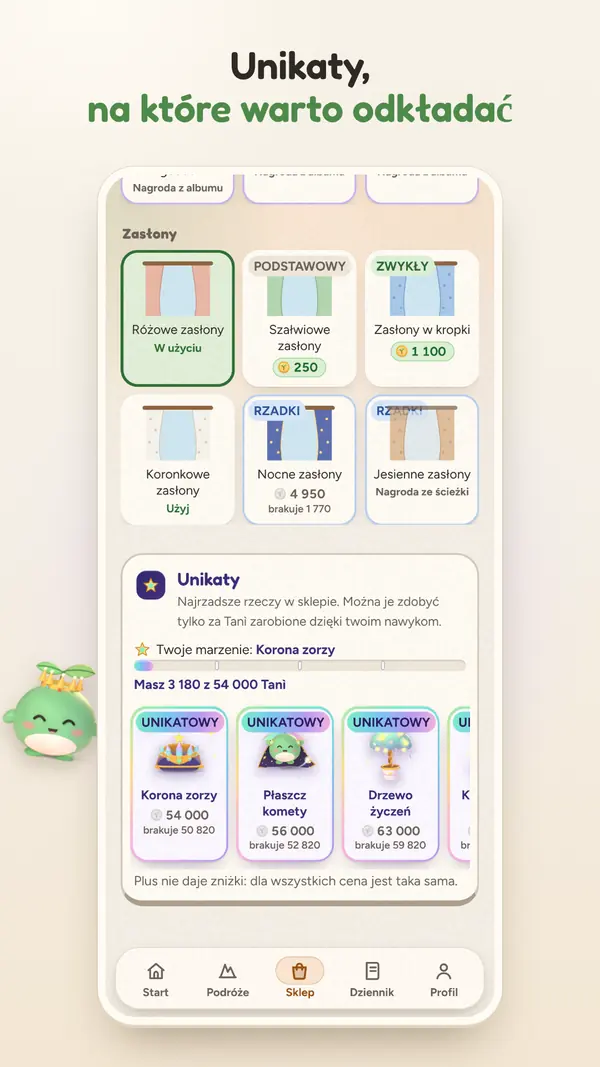 Unikaty,
na które warto odkładać
Nagroda z albumu
Zasłony
PODSTAWOWY
ZWYKŁY
Różowe zasłony
W użyciu
Szałwiowe
zasłony
250
Zasłony w kropki
1 100
RZADKI
RZADKI
Koronkowe
zasłony
Użyj
Nocne zasłony
4 950
brakuje 1 770
Jesienne zasłony
Nagroda ze ścieżki
Unikaty
Najrzadsze rzeczy w sklepie. Można je zdobyć
tylko za Tani zarobione dzięki twoim nawykom.
Twoje marzenie: Korona zorzy
Masz 3 180 z 54 000 Tani
UNIKATOWY
UNIKATOWY
UNIKATOWY
Korona zorzy
54 000
brakuje 50 820
Płaszcz
komety
56 000
brakuje 52 820
Drzewo
życzeń
63 000
brakuje 59 820
Plus nie daje zniżki: dla wszystkich cena jest taka sama.
Start
Podróże
Sklep
Dziennik
Profil